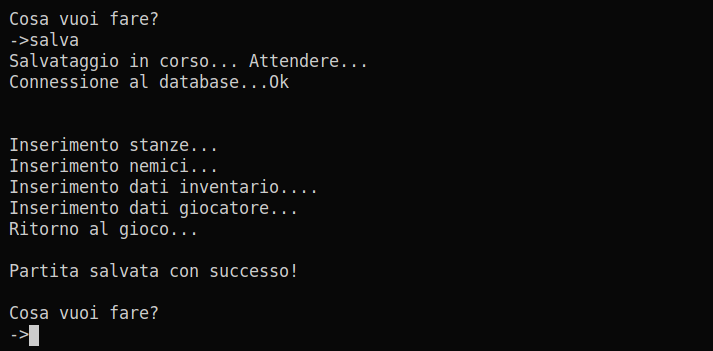 Cosa vuoi fare?
->salva
Salvataggio in corso... Attendere...
Connessione al database...Ok
Inserimento stanze...
Inserimento nemici...
Inserimento dati inventario....
Inserimento dati giocatore...
Ritorno al gioco...
Partita salvata con successo!
Cosa vuoi fare?
->